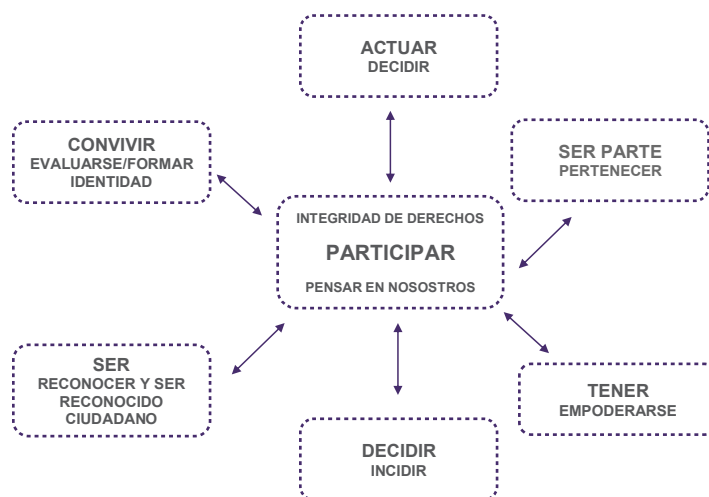 ACTUAR
DECIDIR
CONVIVIR
EVALUARSE/FORMAR
IDENTIDAD
SER PARTE
PERTENECER
INTEGRIDAD DE DERECHOS
PARTICIPAR
PENSAR EN NOSOSTROS
SER
RECONOCER Y SER
RECONOCIDO
CIUDADANO
TENER
EMPODERARSE
DECIDIR
INCIDIR